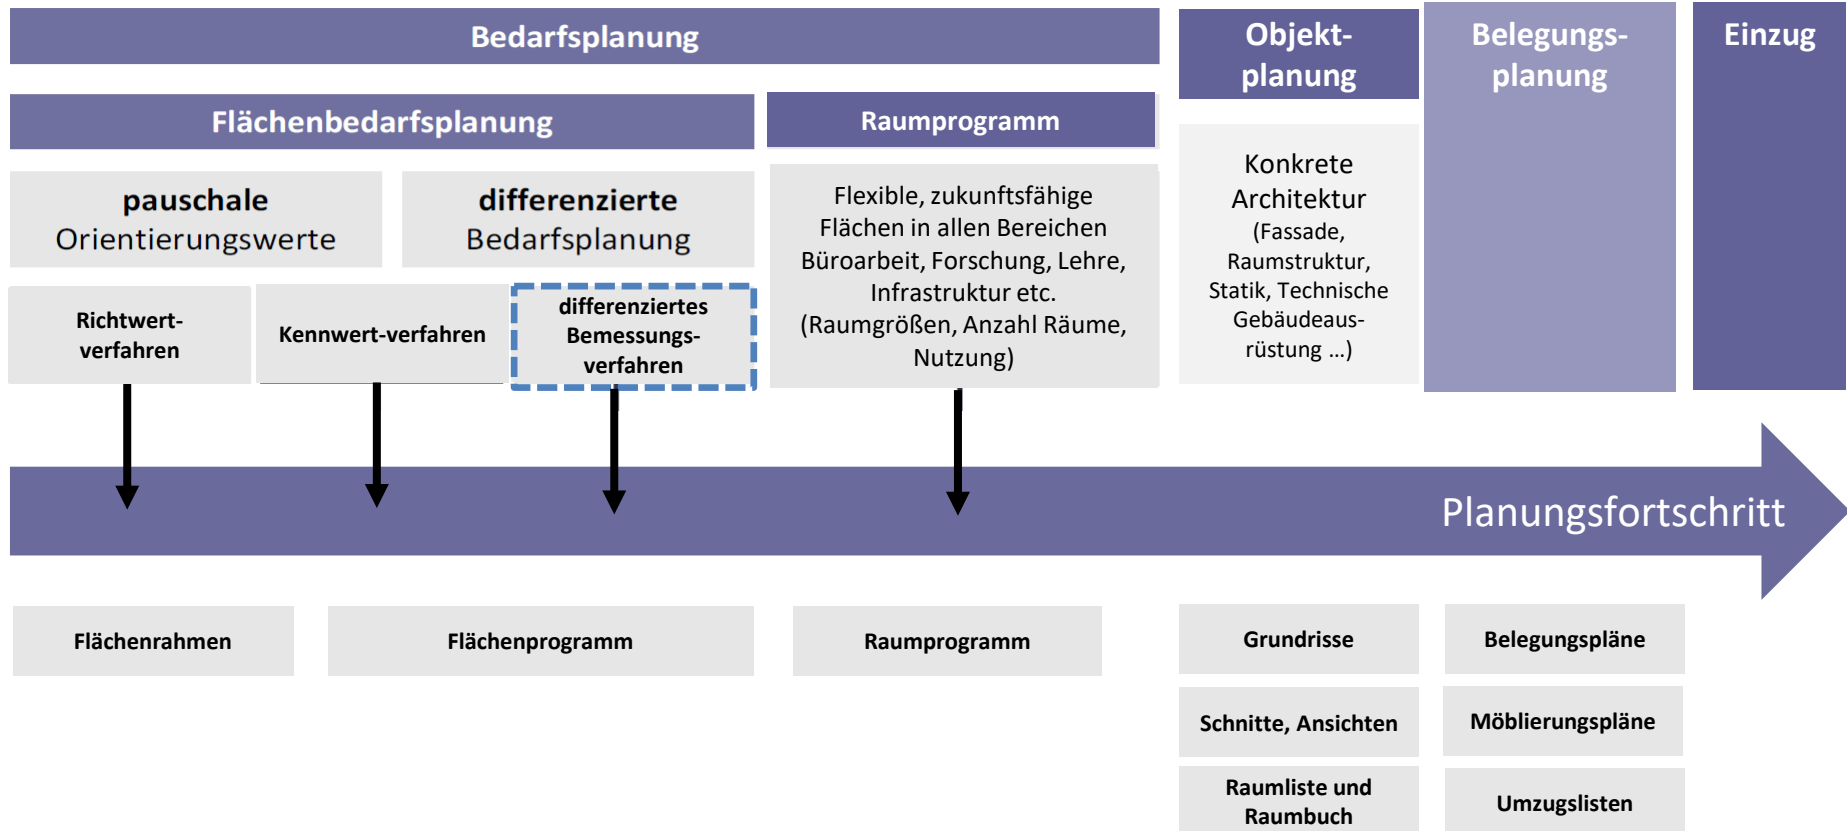 Bedarfsplanung
Objekt-
planung
Belegungs-
planung
Einzug
Flächenbedarfsplanung
Raumprogramm
pauschale
Orientierungswerte
differenzierte
Bedarfsplanung
Flexible, zukunftsfähige
Flächen in allen Bereichen
Büroarbeit, Forschung, Lehre,
Infrastruktur etc.
(Raumgrößen, Anzahl Räume,
Nutzung)
Konkrete
Architektur
(Fassade,
Raumstruktur,
Statik, Technische
Gebäudeaus-
rüstung ...)
Richtwert-
verfahren
Kennwert-verfahren
differenziertes
Bemessungs-
verfahren
Planungsfortschritt
Flächenrahmen
Flächenprogramm
Raumprogramm
Grundrisse
Belegungspläne
Schnitte, Ansichten
Möblierungspläne
Raumliste und
Raumbuch
Umzugslisten